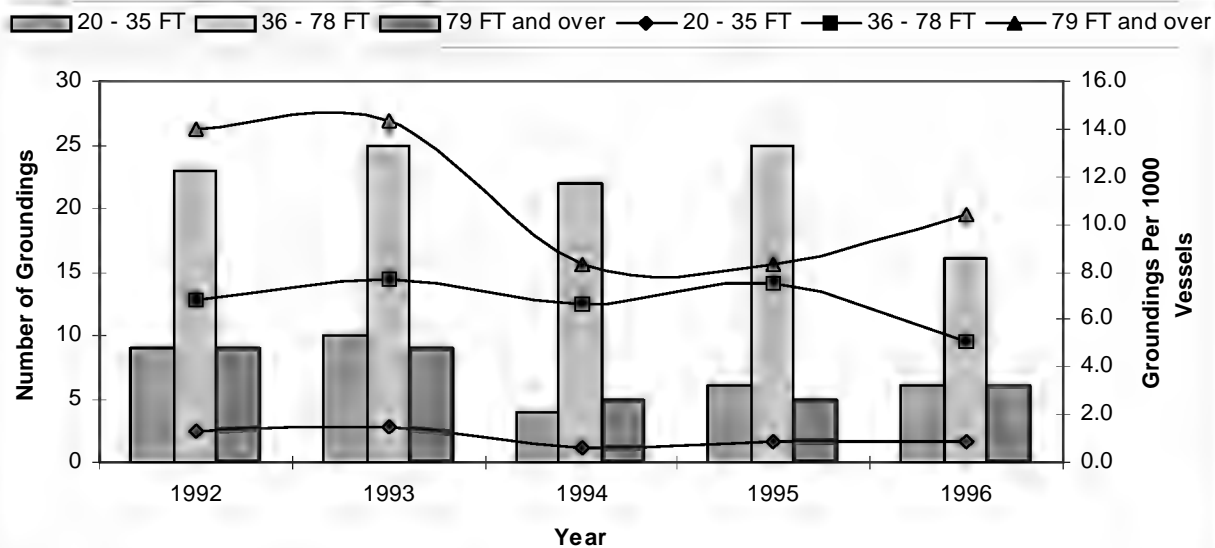 20 - 35 FT 36 - 78 FT 79 FT and over 20 - 35 FT 36 - 78 FT 79 FT and over
Number of Groundings
30
25
20
15
10
5
0
16.0
14.0
12.0
10.0
8.0
6.0
4.0
2.0
0.0
Groundings Per 1000
Vessels
1992 1993 1994 1995 1996
Year